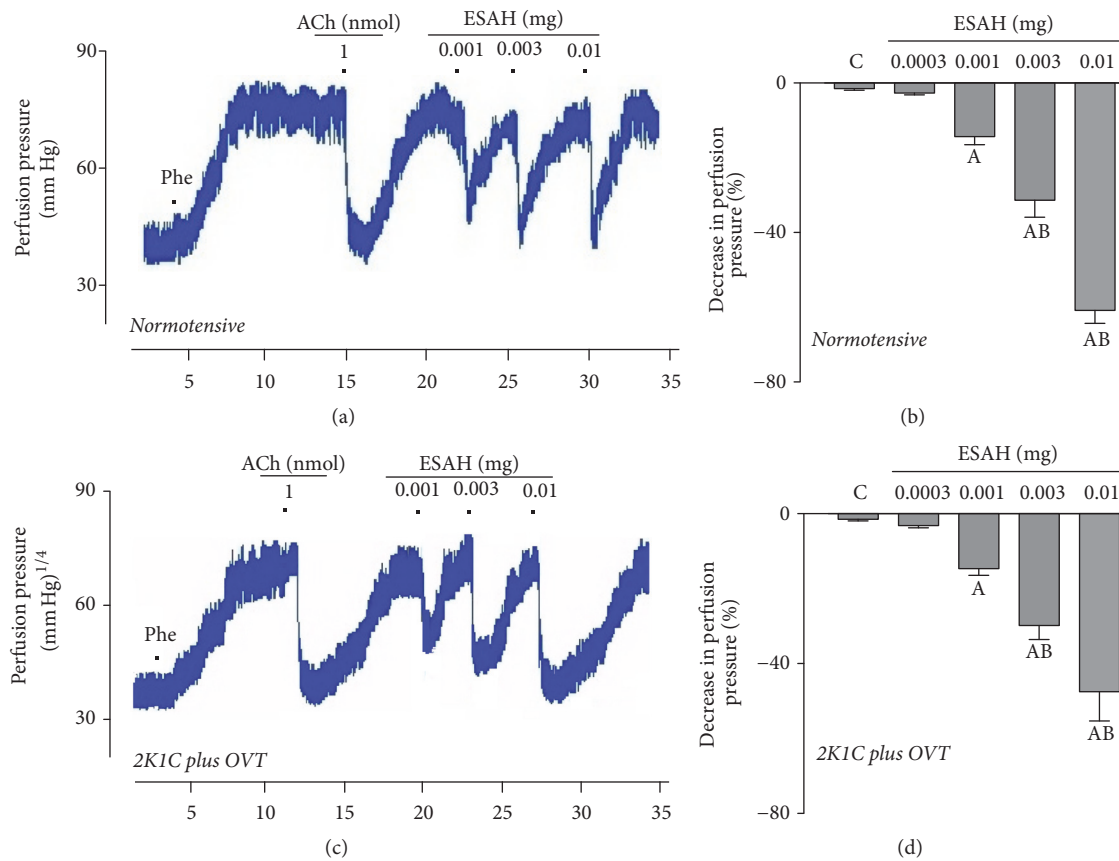 ACh (nmol)
ESAH (mg)
1
0.001
0.003
0.01
90
60
30
Perfusion pressure
(mm Hg)
Phe
Normotensive
5
10
15
20
25
30
35
(a)
ESAH (mg)
C
0.0003
0.001
0.003
0.01
0
−40
−80
Decrease in perfusion
pressure (%)
A
AB
AB
Normotensive
(b)
ACh (nmol)
ESAH (mg)
1
0.001
0.003
0.01
90
60
30
Perfusion pressure
(mm Hg)1/4
Phe
2K1C plus OVT
5
10
15
20
25
30
35
(c)
ESAH (mg)
C
0.0003
0.001
0.003
0.01
0
−40
−80
Decrease in perfusion
pressure (%)
A
AB
AB
2K1C plus OVT
(d)